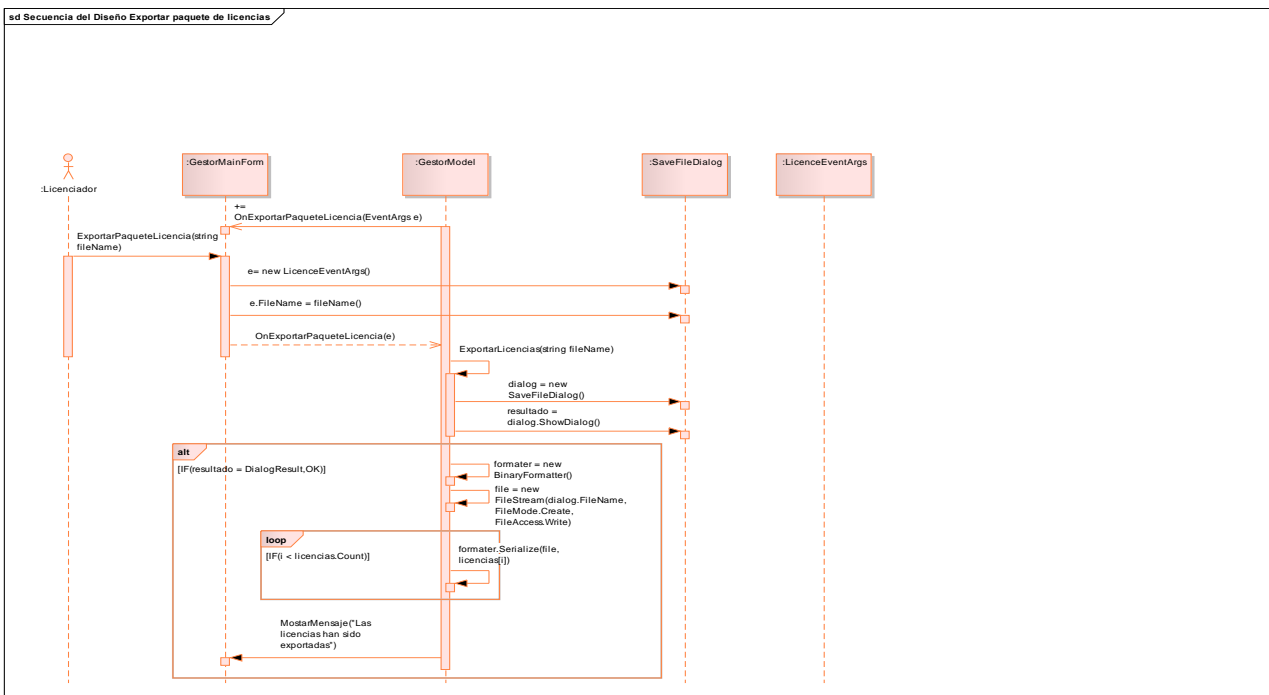 sd Secuencia del Diseño Exportar paquete de licencias
:Licenciador
:GestorMainForm
:GestorModel
:SaveFileDialog
:LicenceEventArgs
+=
OnExportarPaqueteLicencia(EventArgs e)
ExportarPaqueteLicencia(string
fileName)
e= new LicenceEventArgs()
e.FileName = fileName()
OnExportarPaqueteLicencia(e)
ExportarLicencias(string fileName)
dialog = new
SaveFileDialog()
resultado =
dialog.ShowDialog()
alt
[IF(resultado = DialogResult,OK)]
formater = new
BinaryFormatter()
file = new
FileStream(dialog.FileName,
FileMode.Create,
FileAccess.Write)
loop
[IF(i < licencias.Count)]
formater.Serialize(file,
licencias[i])
MostarMensaje("Las
licencias han sido
exportadas")